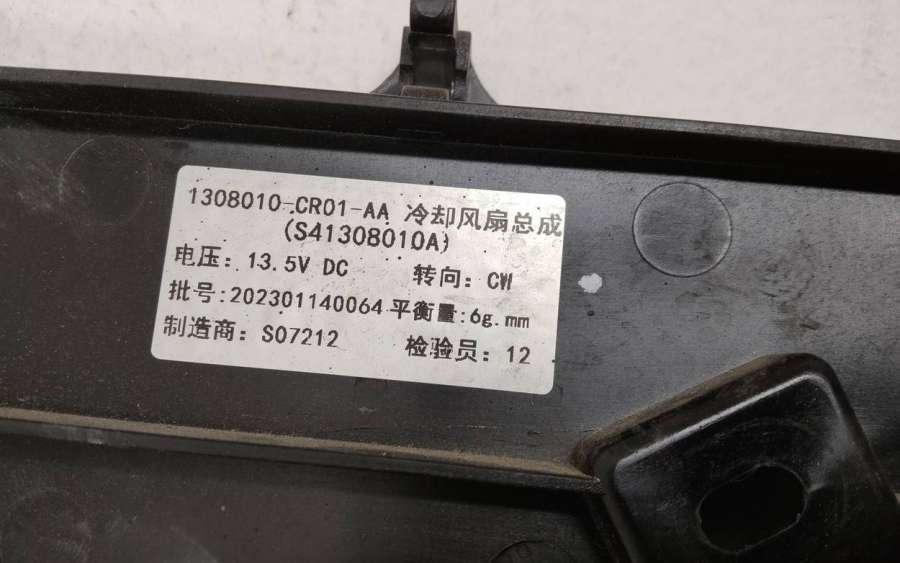 1308010-CR01-AA 冷却风扇总成
(S41308010A)
电压: 13.5V DC 转向: CW
批号:202301140064 平衡量:6g.mm
制造商: S07212 检验员: 12